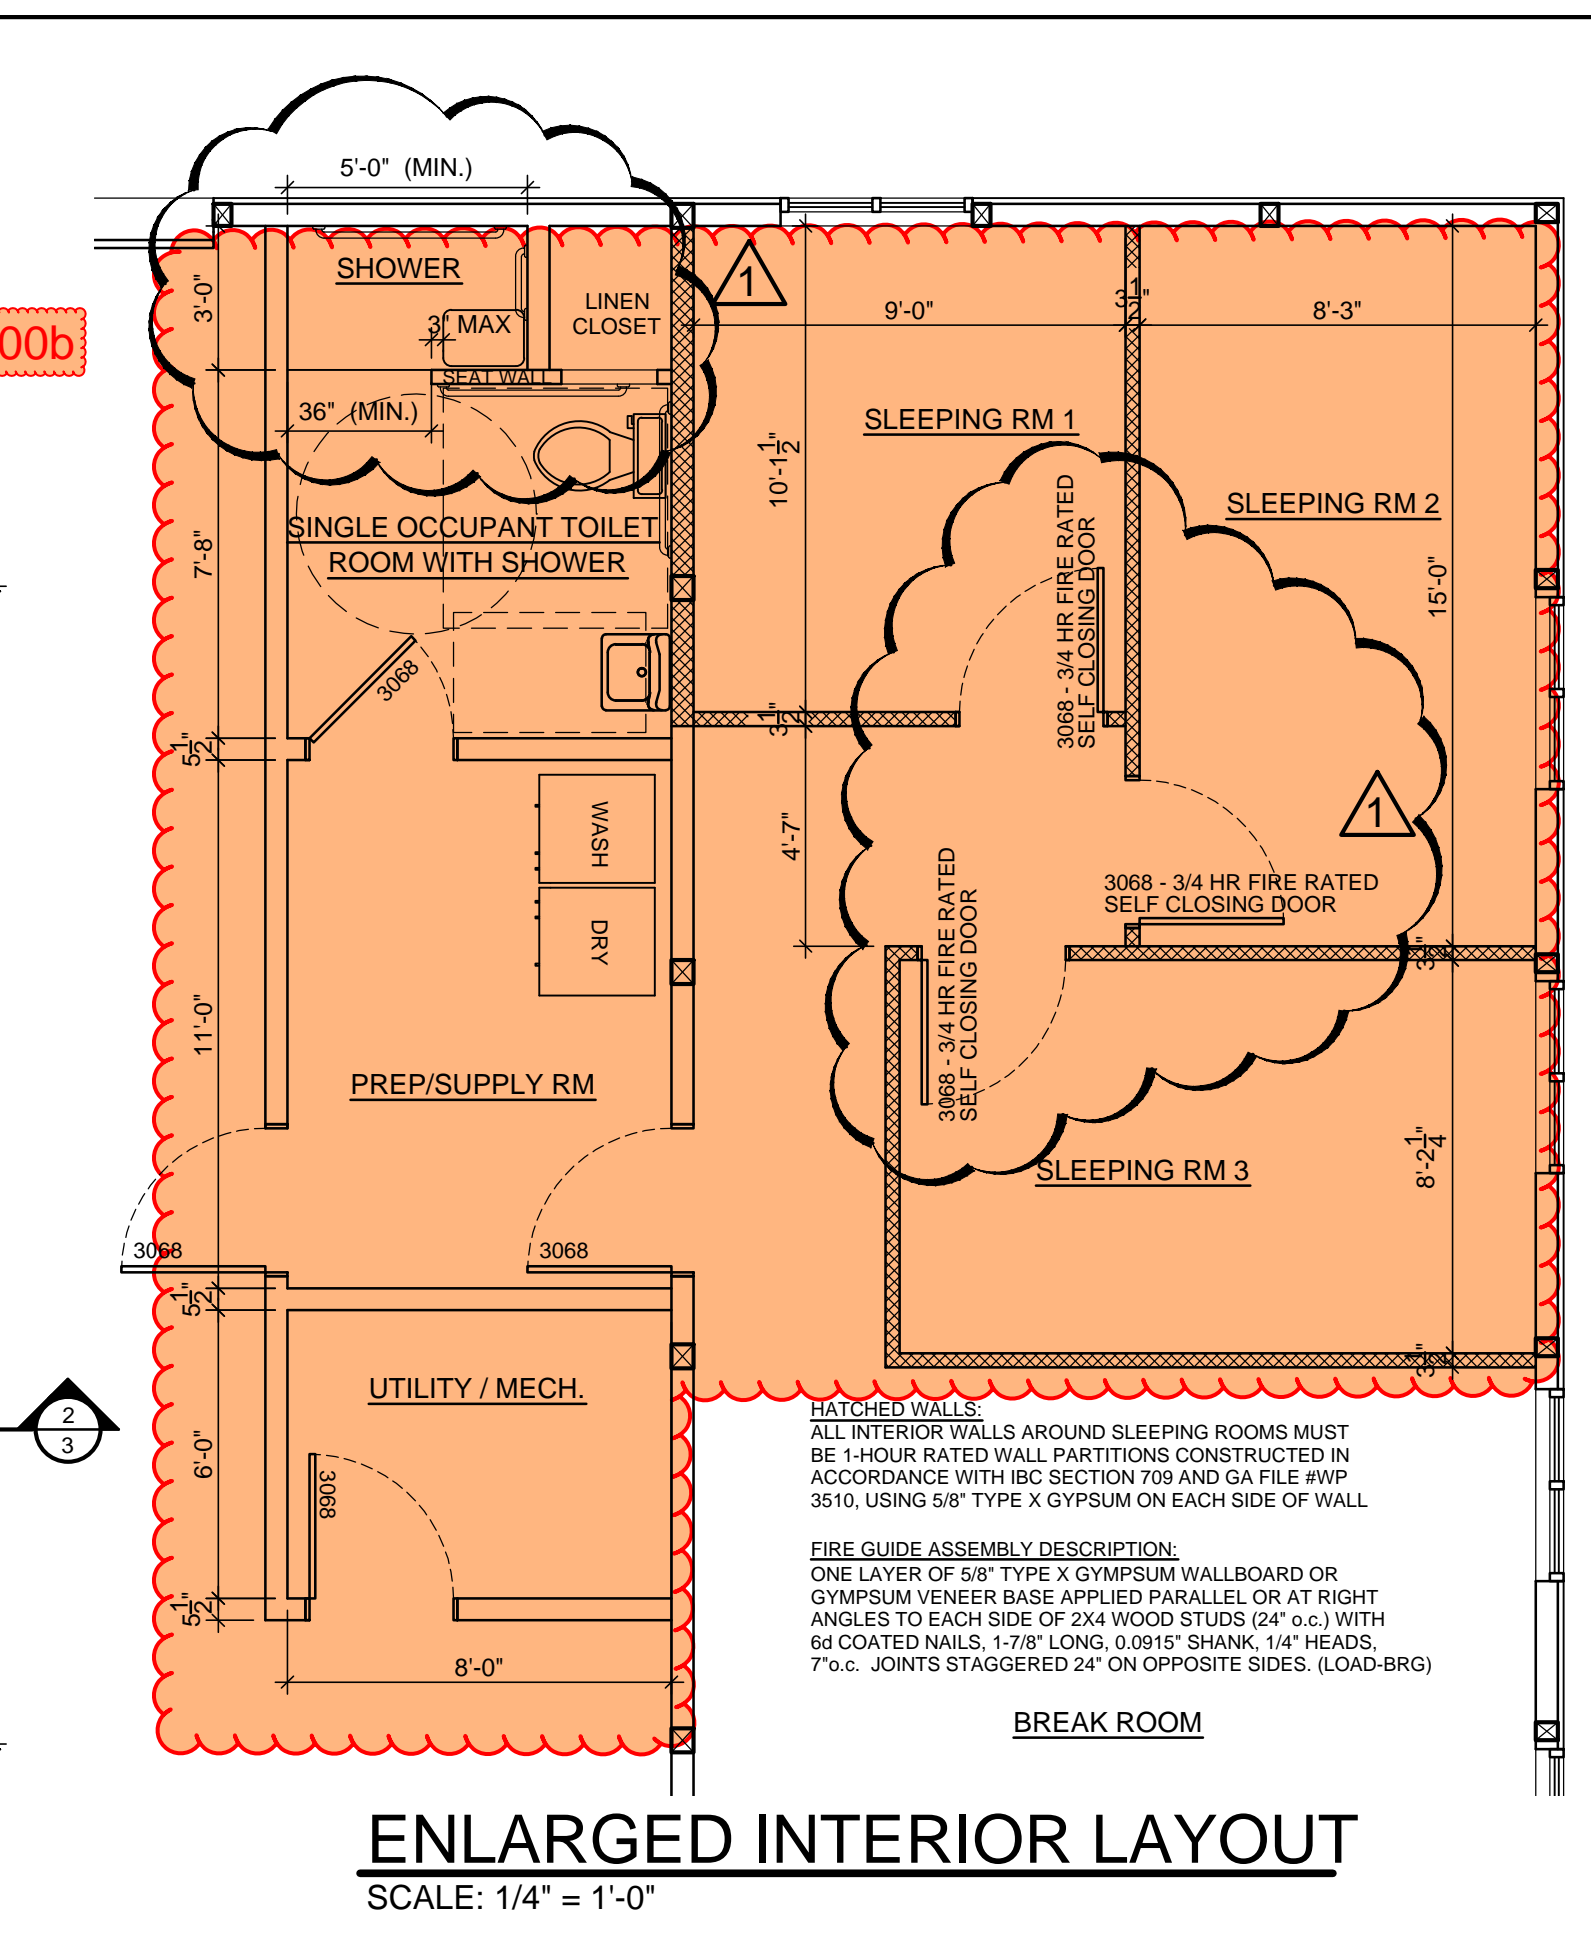 5'-0" (MIN.)
SHOWER
3'-0"
3" MAX
LINEN
CLOSET
1
9'-0"
3 1/2"
8'-3"
00b
SEAT WALL
36" (MIN.)
SLEEPING RM 1
10'-1 1/2"
SLEEPING RM 2
SINGLE OCCUPANT TOILET
ROOM WITH SHOWER
7'-8"
3068 - 3/4 HR FIRE RATED
SELF CLOSING DOOR
15'-0"
3068
3 1/2"
5 1/2"
WASH
4'-7"
1
3068 - 3/4 HR FIRE RATED
SELF CLOSING DOOR
DRY
3068 - 3/4 HR FIRE RATED
SELF CLOSING DOOR
3 1/2"
11'-0"
PREP/SUPPLY RM
SLEEPING RM 3
8'-2 1/4"
3068
3068
5 1/2"
3 1/2"
UTILITY / MECH.
2
3
6'-0"
3068
5 1/2"
8'-0"
HATCHED WALLS:
ALL INTERIOR WALLS AROUND SLEEPING ROOMS MUST
BE 1-HOUR RATED WALL PARTITIONS CONSTRUCTED IN
ACCORDANCE WITH IBC SECTION 709 AND GA FILE #WP
3510, USING 5/8" TYPE X GYPSUM ON EACH SIDE OF WALL
FIRE GUIDE ASSEMBLY DESCRIPTION:
ONE LAYER OF 5/8" TYPE X GYMPSUM WALLBOARD OR
GYMPSUM VENEER BASE APPLIED PARALLEL OR AT RIGHT
ANGLES TO EACH SIDE OF 2X4 WOOD STUDS (24" o.c.) WITH
6d COATED NAILS, 1-7/8" LONG, 0.0915" SHANK, 1/4" HEADS,
7"o.c. JOINTS STAGGERED 24" ON OPPOSITE SIDES. (LOAD-BRG)
BREAK ROOM
ENLARGED INTERIOR LAYOUT
SCALE: 1/4" = 1'-0"